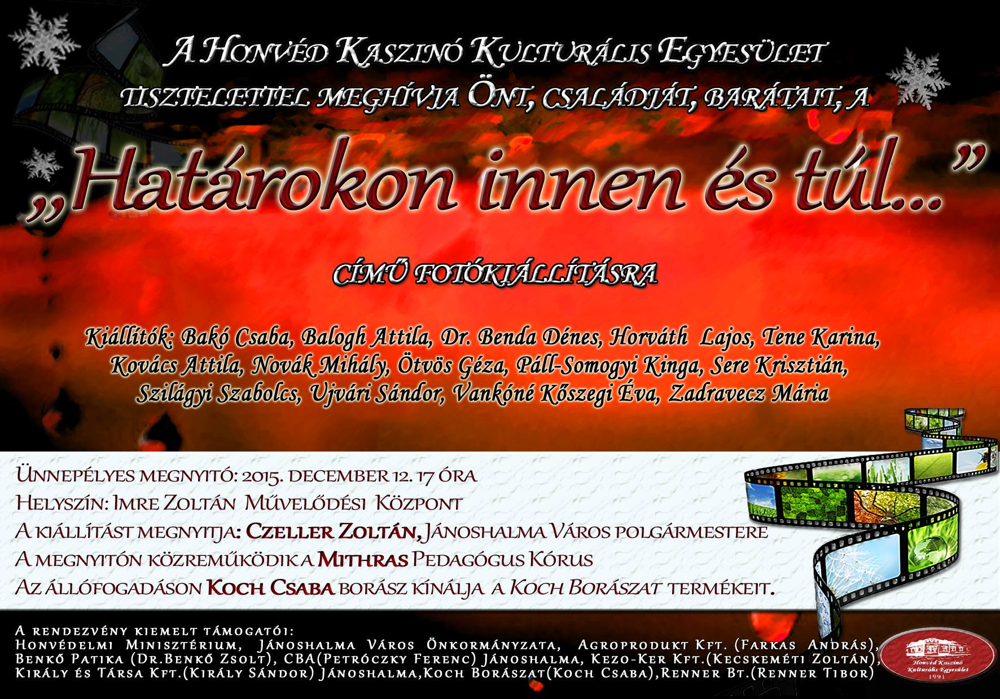 A Honvéd Kaszinó Kulturális Egyesület
tisztelettel meghívja Önt, családját, barátait, a
„Határokon innen és túl...”
című fotókiállításra
Kiállítók: Bakó Csaba, Balogh Attila, Dr. Benda Dénes, Horváth Lajos, Tene Karina,
Kovács Attila, Novák Mihály, Ötvös Géza, Páll-Somogyi Kinga, Sere Krisztián,
Szilágyi Szabolcs, Ujvári Sándor, Vankóné Kőszegi Éva, Zadravecz Mária
Ünnepélyes megnyitó: 2015. december 12. 17 óra
Helyszín: Imre Zoltán Művelődési Központ
A kiállítást megnyitja: Czeller Zoltán, Jánoshalma Város polgármestere
A megnyitón közreműködik a Mithras Pedagógus Kórus
Az állófogadáson Koch Csaba borász kínálja a Koch Borászat termékeit.
A rendezvény kiemelt támogatói:
Honvédelmi Minisztérium, Jánoshalma Város Önkormányzata, Agroprodukt Kft. (Farkas András),
Benkő Patika (Dr.Benkő Zsolt), CBA(Petróczky Ferenc) Jánoshalma, Kezo-Ker Kft.(Kecskeméti Zoltán),
Király és Társa Kft.(Király Sándor) Jánoshalma,Koch Borászat(Koch Csaba),Renner Bt.(Renner Tibor)
Honvéd Kaszinó
Kulturális Egyesület
1991